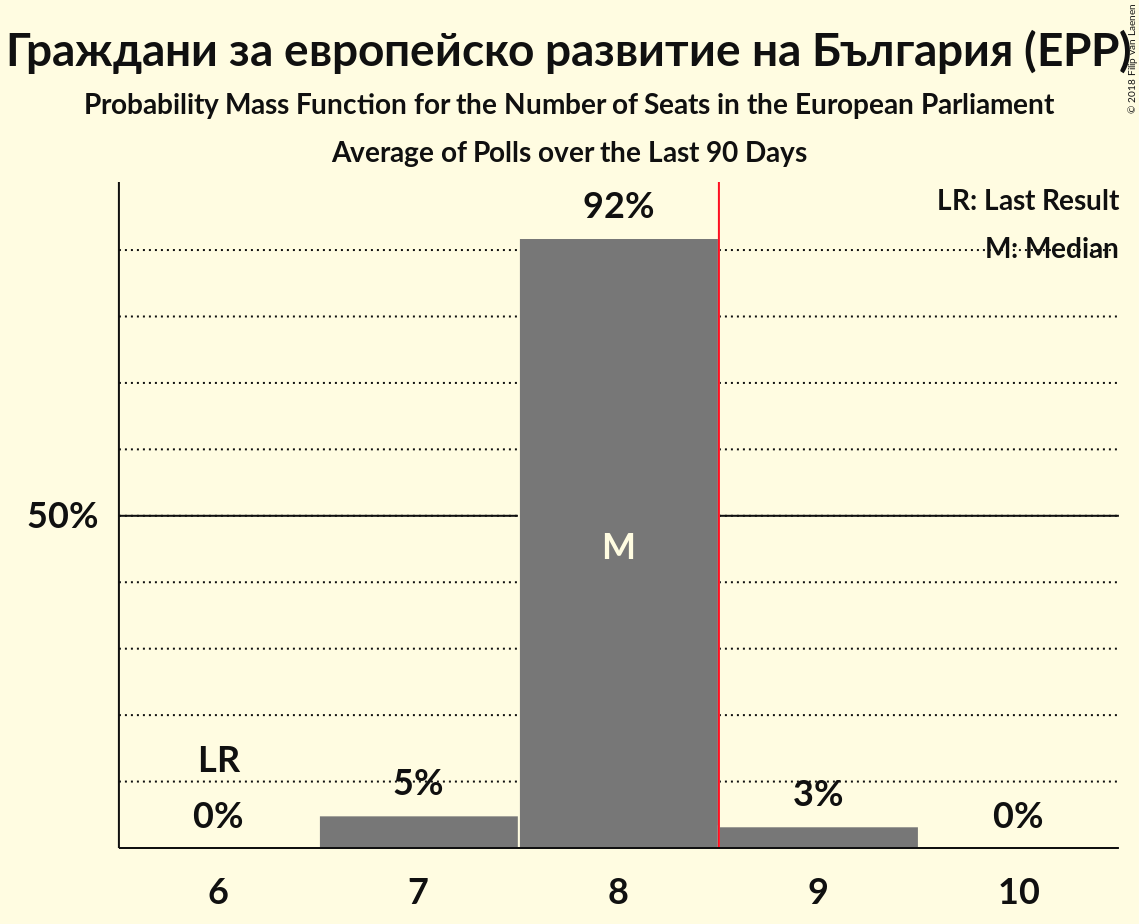 Граждани за европейско развитие на България (EPP)
Probability Mass Function for the Number of Seats in the European Parliament
Average of Polls over the Last 90 Days
© 2018 Filip van Laenen
LR: Last Result
M: Median
92%
50%
M
LR
0%
5%
3%
0%
6 7 8 9 10